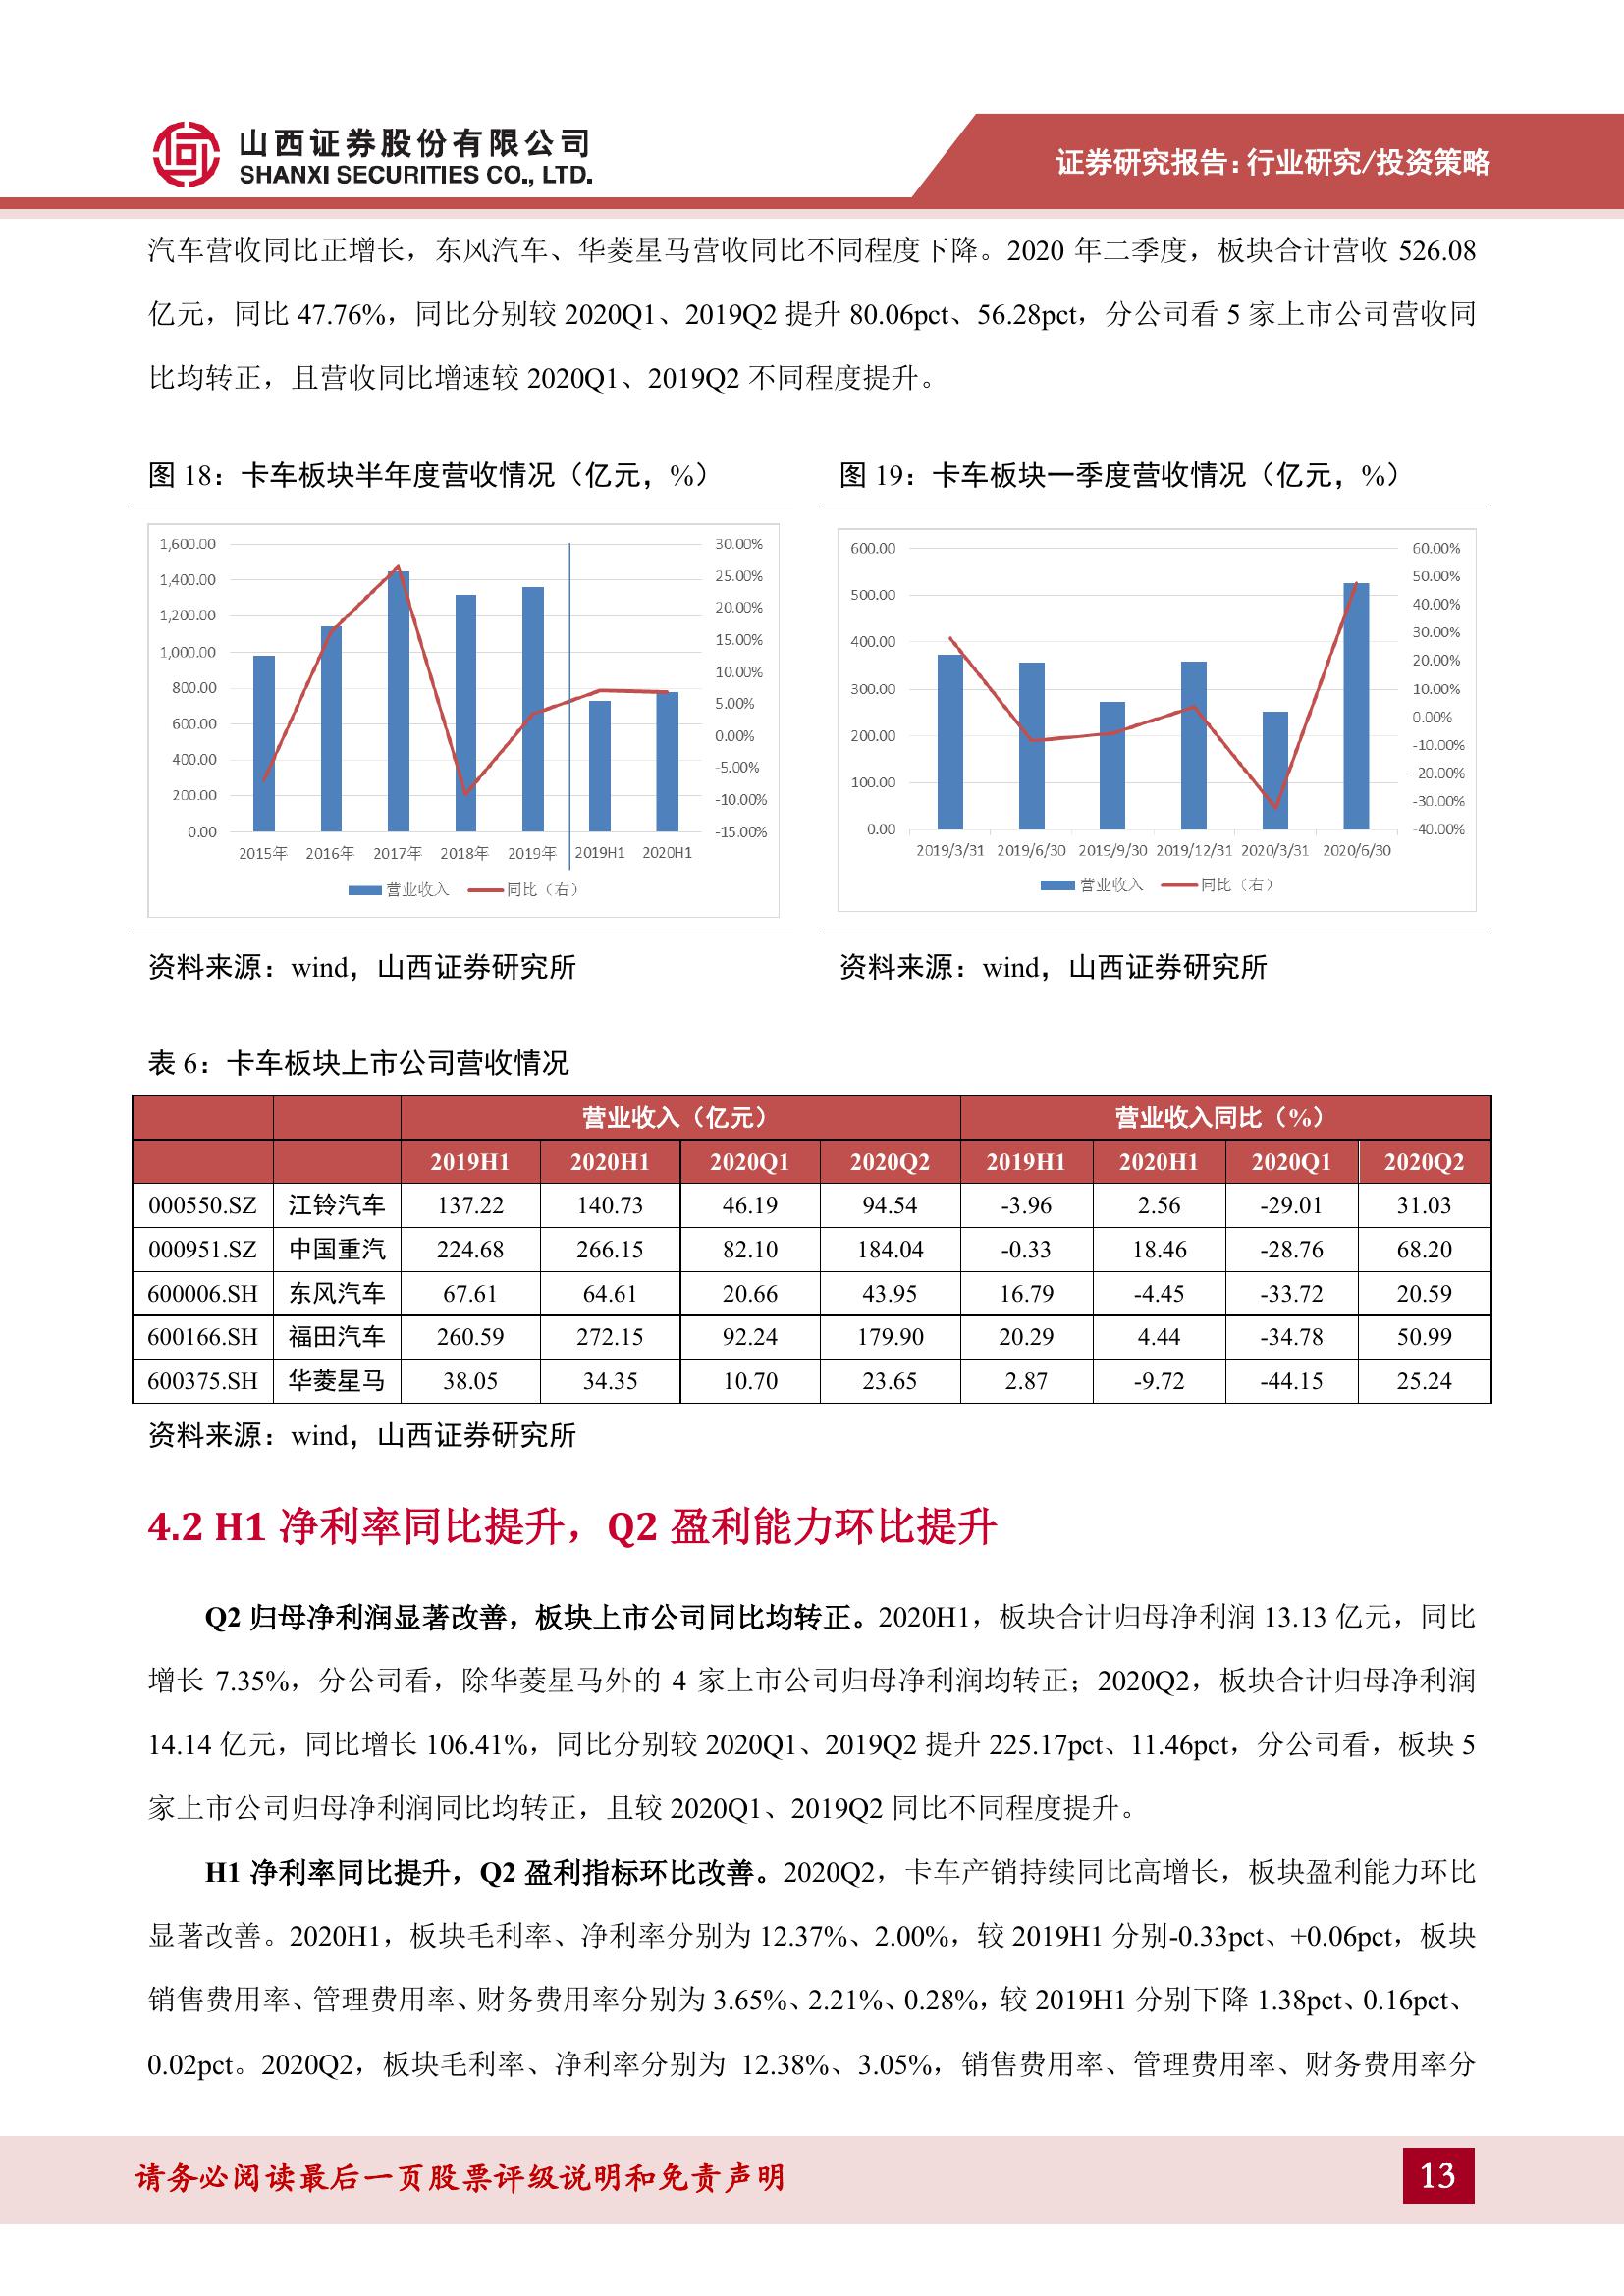 山西证券股份有限公司
SHANXI SECURITIES CO., LTD.
证券研究报告:行业研究/投资策略
汽车营收同比正增长，东风汽车、华菱星马营收同比不同程度下降。2020 年二季度，板块合计营收 526.08
亿元，同比 47.76%，同比分别较 2020Q1、2019Q2 提升 80.06pct、56.28pct，分公司看 5 家上市公司营收同
比均转正，且营收同比增速较 2020Q1、2019Q2 不同程度提升。
图 18：卡车板块半年度营收情况（亿元，%）
1,600.00
1,400.00
1,200.00
1,000.00
800.00
600.00
400.00
200.00
0.00
30.00%
25.00%
20.00%
15.00%
10.00%
5.00%
0.00%
-5.00%
-10.00%
-15.00%
2015年 2016年 2017年 2018年 2019年 2019H1 2020H1
营业收入 同比（右）
资料来源：wind，山西证券研究所
图 19：卡车板块一季度营收情况（亿元，%）
600.00
500.00
400.00
300.00
200.00
100.00
0.00
60.00%
50.00%
40.00%
30.00%
20.00%
10.00%
0.00%
-10.00%
-20.00%
-30.00%
-40.00%
2019/3/31 2019/6/30 2019/9/30 2019/12/31 2020/3/31 2020/6/30
营业收入 同比（右）
资料来源：wind，山西证券研究所
表 6：卡车板块上市公司营收情况
营业收入（亿元） 营业收入同比（%）
2019H1 2020H1 2020Q1 2020Q2 2019H1 2020H1 2020Q1 2020Q2
000550.SZ 江铃汽车 137.22 140.73 46.19 94.54 -3.96 2.56 -29.01 31.03
000951.SZ 中国重汽 224.68 266.15 82.10 184.04 -0.33 18.46 -28.76 68.20
600006.SH 东风汽车 67.61 64.61 20.66 43.95 16.79 -4.45 -33.72 20.59
600166.SH 福田汽车 260.59 272.15 92.24 179.90 20.29 4.44 -34.78 50.99
600375.SH 华菱星马 38.05 34.35 10.70 23.65 2.87 -9.72 -44.15 25.24
资料来源：wind，山西证券研究所
4.2 H1 净利率同比提升，Q2 盈利能力环比提升
Q2 归母净利润显著改善，板块上市公司同比均转正。2020H1，板块合计归母净利润 13.13 亿元，同比
增长 7.35%，分公司看，除华菱星马外的 4 家上市公司归母净利润均转正；2020Q2，板块合计归母净利润
14.14 亿元，同比增长 106.41%，同比分别较 2020Q1、2019Q2 提升 225.17pct、11.46pct，分公司看，板块 5
家上市公司归母净利润同比均转正，且较 2020Q1、2019Q2 同比不同程度提升。
H1 净利率同比提升，Q2 盈利指标环比改善。2020Q2，卡车产销持续同比高增长，板块盈利能力环比
显著改善。2020H1，板块毛利率、净利率分别为 12.37%、2.00%，较 2019H1 分别-0.33pct、+0.06pct，板块
销售费用率、管理费用率、财务费用率分别为 3.65%、2.21%、0.28%，较 2019H1 分别下降 1.38pct、0.16pct、
0.02pct。2020Q2，板块毛利率、净利率分别为 12.38%、3.05%，销售费用率、管理费用率、财务费用率分
请务必阅读最后一页股票评级说明和免责声明
13